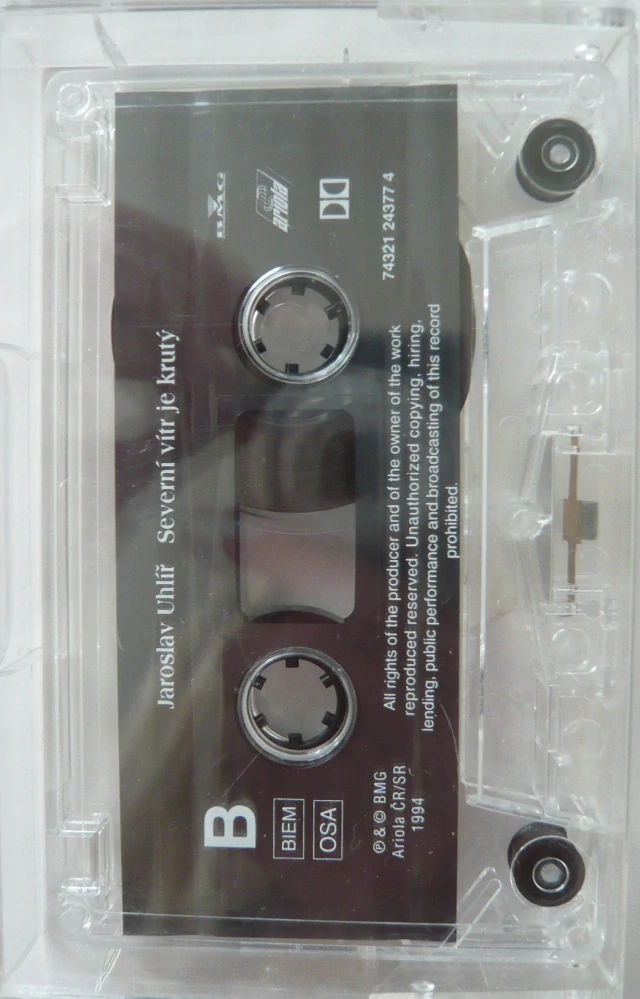 Jaroslav Uhlíř Severní vítr je krutý
B
BIEM
OSA
BMG
ariola
74321 24377 4
℗ & © BMG
Ariola ČR/SR
1994
All rights of the producer and of the owner of the work
reproduced reserved. Unauthorized copying, hiring,
lending, public performance and broadcasting of this record
prohibited.